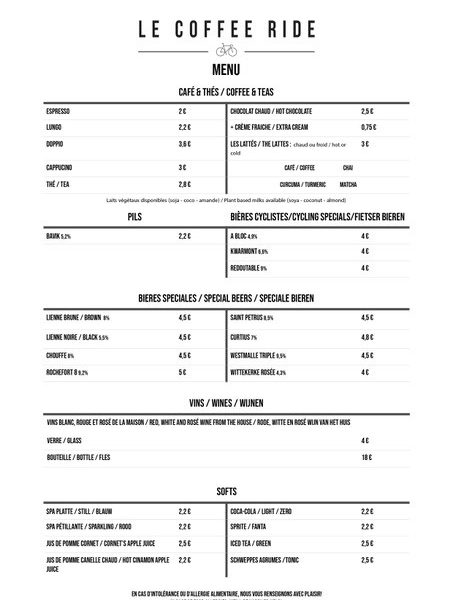 LE COFFEE RIDE
MENU
CAFÉ & THÉS / COFFEE & TEAS
ESPRESSO 2 €
LUNGO 2,2 €
DOPPIO 3,6 €
CAPPUCINO 3 €
THÉ / TEA 2,8 €
CHOCOLAT CHAUD / HOT CHOCOLATE 2,5 €
+ CRÈME FRAICHE / EXTRA CREAM 0,75 €
LES LATTÉS / THE LATTES : chaud ou froid / hot or 3 €
cold
CAFÉ / COFFEE CHAI
CURCUMA / TURMERIC MATCHA
Laits végétaux disponibles (soja - coco - amande) / Plant based milks available (soya - coconut - almond)
PILS
BAVIK 5,2% 2,2 €
BIÈRES CYCLISTES/CYCLING SPECIALS/FIETSER BIEREN
A BLOC 4,9% 4 €
KWARMONT 6,6% 4 €
REDOUTABLE 9% 4 €
BIERES SPECIALES / SPECIAL BEERS / SPECIALE BIEREN
LIENNE BRUNE / BROWN 8% 4,5 €
LIENNE NOIRE / BLACK 5,5% 4,5 €
CHOUFFE 8% 4,5 €
ROCHEFORT 8 9,2% 5 €
SAINT PETRUS 8,5% 4,5 €
CURTIUS 7% 4,8 €
WESTMALLE TRIPLE 9,5% 4,5 €
WITTEKERKE ROSÉE 4,3% 4 €
VINS / WINES / WIJNEN
VINS BLANC, ROUGE ET ROSÉ DE LA MAISON / RED, WHITE AND ROSÉ WINE FROM THE HOUSE / RODE, WITTE EN ROSÉ WIJN VAN HET HUIS
VERRE / GLASS 4 €
BOUTEILLE / BOTTLE / FLES 18 €
SOFTS
SPA PLATTE / STILL / BLAUW 2,2 €
SPA PÉTILLANTE / SPARKLING / ROOD 2,2 €
JUS DE POMME CORNET / CORNET'S APPLE JUICE 2,5 €
JUS DE POMME CANELLE CHAUD / HOT CINAMON APPLE 2,2 €
JUICE
COCA-COLA / LIGHT / ZERO 2,2 €
SPRITE / FANTA 2,2 €
ICED TEA / GREEN 2,5 €
SCHWEPPES AGRUMES /TONIC 2,5 €
EN CAS D'INTOLÉRANCE OU D'ALLERGIE ALIMENTAIRE, NOUS VOUS RENSEIGNONS AVEC PLAISIR!